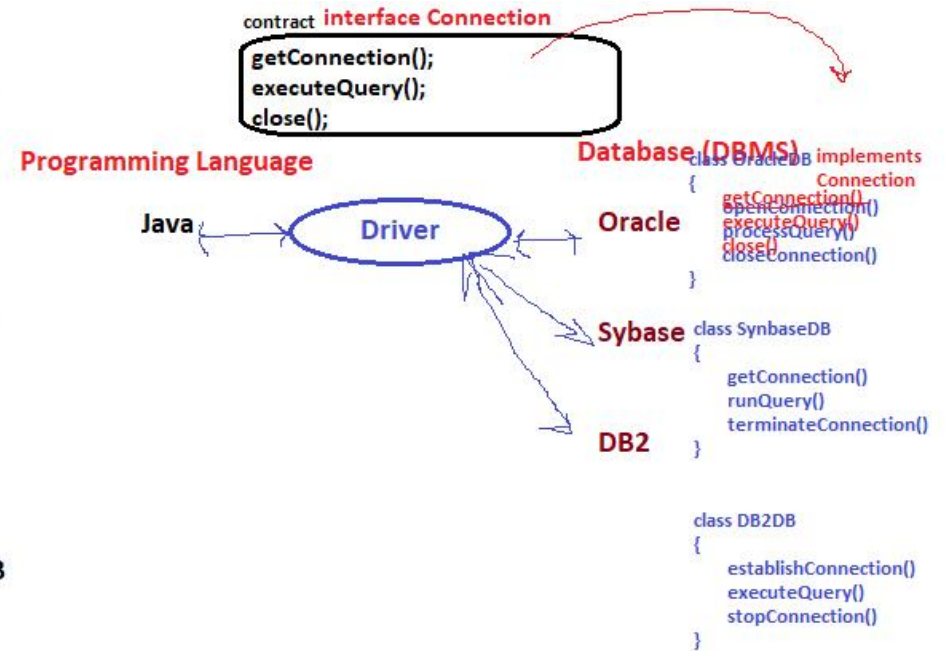 contract interface Connection
getConnection();
executeQuery();
close();
Programming Language
Database (DBMS)
class OracleDB implements
Connection
{
getConnection()
openConnection()
executeQuery()
processQuery()
close()
closeConnection()
}
Java
Driver
Oracle
Sybase
class SynbaseDB
{
getConnection()
runQuery()
terminateConnection()
}
DB2
class DB2DB
{
establishConnection()
executeQuery()
stopConnection()
}